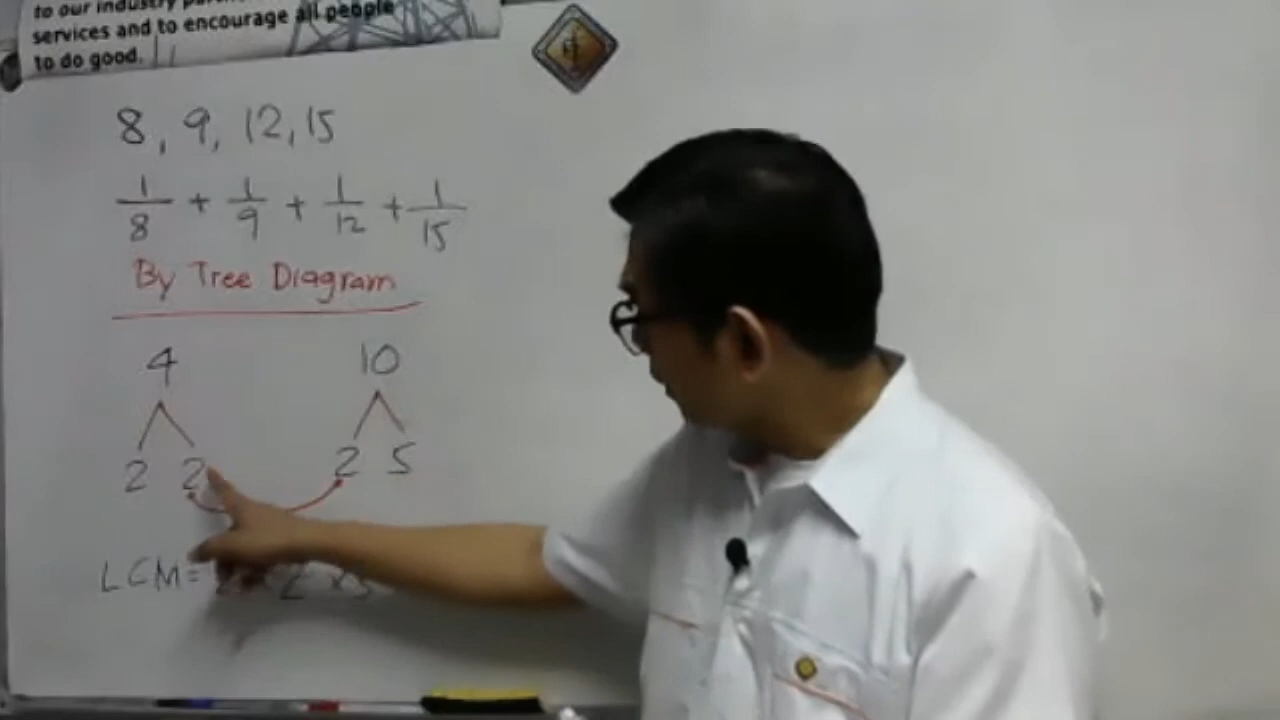 to our industry
services and to encourage all people
to do good.
8, 9, 12, 15
1/8 + 1/9 + 1/12 + 1/15
By Tree Diagram
4 10
2 2 2 5
LCM= 2 ×